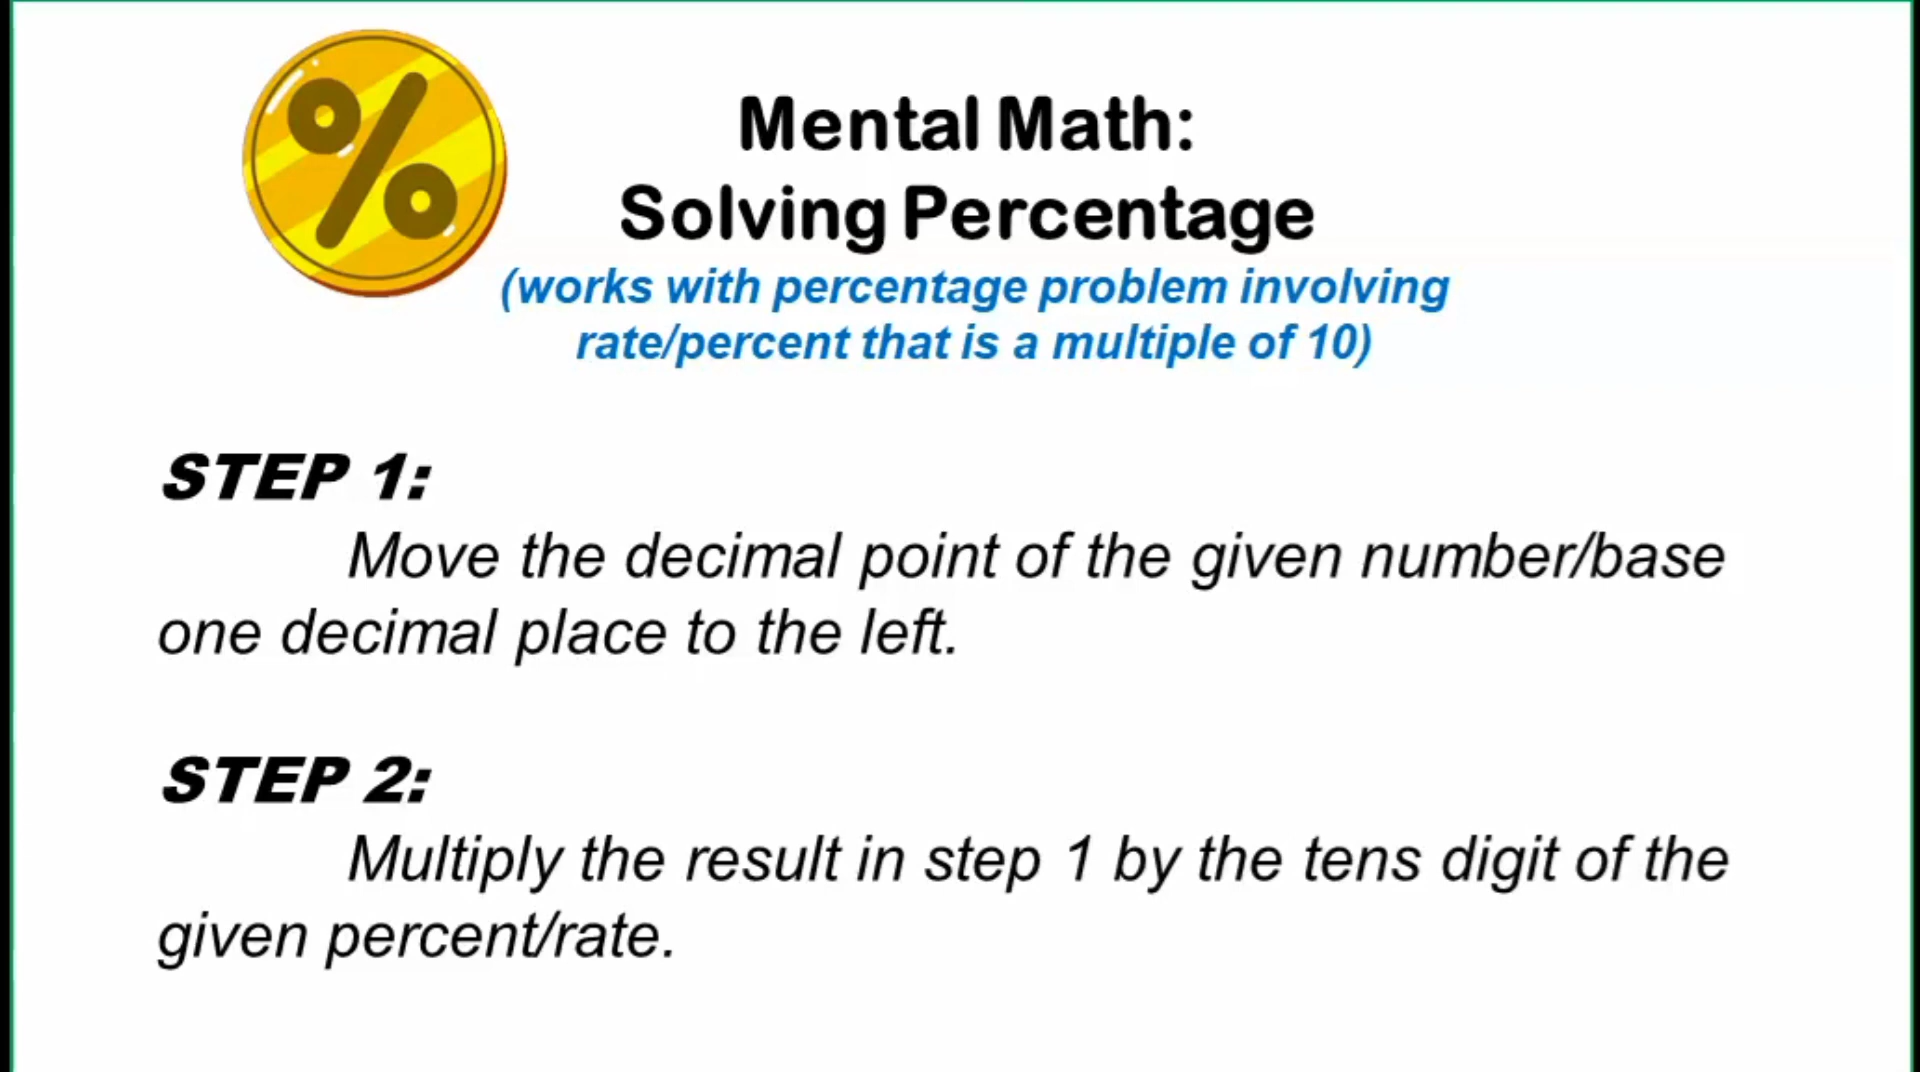 %
Mental Math:
Solving Percentage
(works with percentage problem involving
rate/percent that is a multiple of 10)
STEP 1:
Move the decimal point of the given number/base
one decimal place to the left.
STEP 2:
Multiply the result in step 1 by the tens digit of the
given percent/rate.